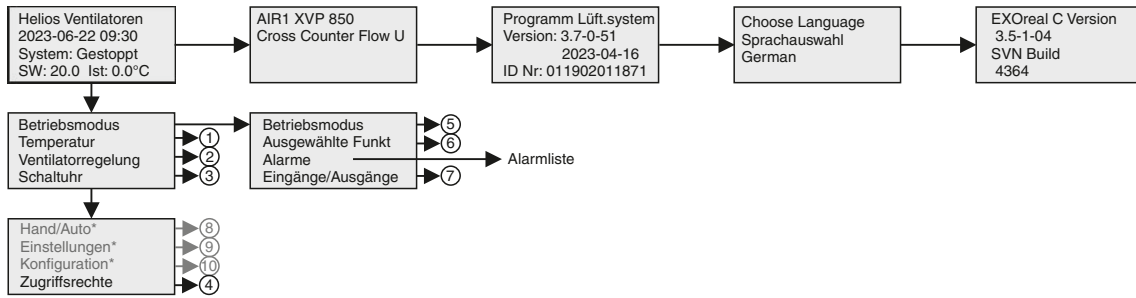 Helios Ventilatoren
2023-06-22 09:30
System: Gestoppt
SW: 20.0 Ist: 0.0°C
AIR1 XVP 850
Cross Counter Flow U
Programm Lüft.system
Version: 3.7-0-51
2023-04-16
ID Nr: 011902011871
Choose Language
Sprachauswahl
German
EXOreal C Version
3.5-1-04
SVN Build
4364
Betriebsmodus
Temperatur 1
Ventilatorregelung 2
Schaltuhr 3
Betriebsmodus 5
Ausgewählte Funkt 6
Alarme Alarmliste
Eingänge/Ausgänge 7
Hand/Auto* 8
Einstellungen* 9
Konfiguration* 10
Zugriffsrechte 4